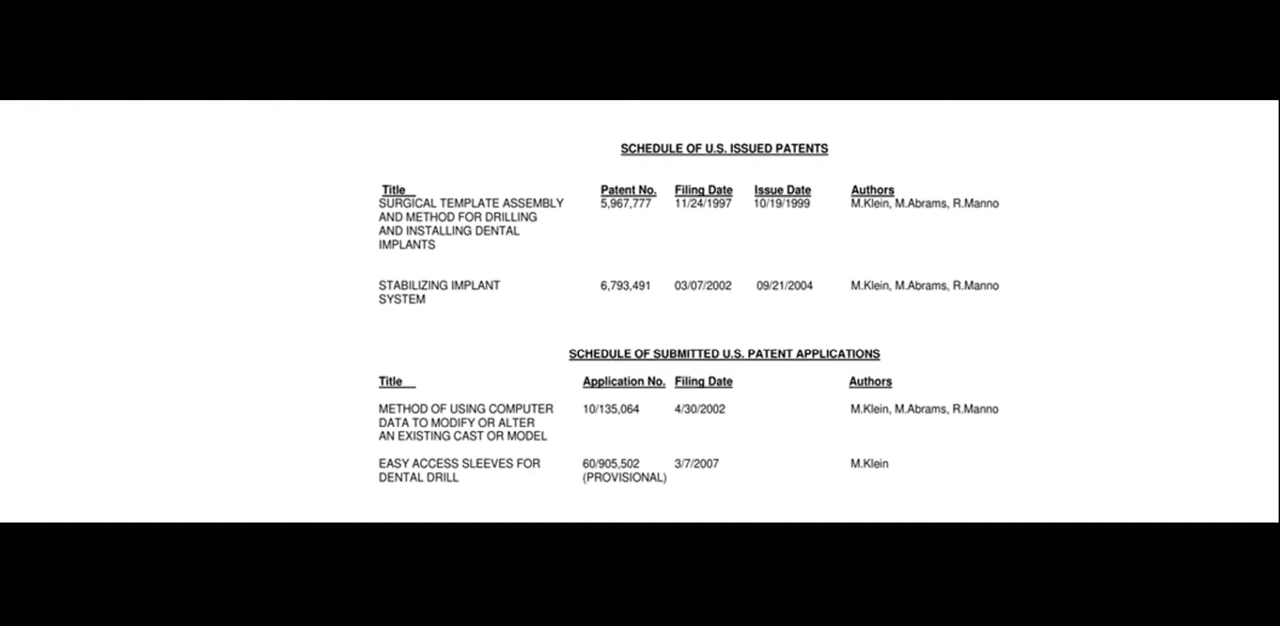 SCHEDULE OF U.S. ISSUED PATENTS
Title Patent No. Filing Date Issue Date Authors
SURGICAL TEMPLATE ASSEMBLY 5,967,777 11/24/1997 10/19/1999 M.Klein, M.Abrams, R.Manno
AND METHOD FOR DRILLING
AND INSTALLING DENTAL
IMPLANTS
STABILIZING IMPLANT 6,793,491 03/07/2002 09/21/2004 M.Klein, M.Abrams, R.Manno
SYSTEM
SCHEDULE OF SUBMITTED U.S. PATENT APPLICATIONS
Title Application No. Filing Date Authors
METHOD OF USING COMPUTER 10/135,064 4/30/2002 M.Klein, M.Abrams, R.Manno
DATA TO MODIFY OR ALTER
AN EXISTING CAST OR MODEL
EASY ACCESS SLEEVES FOR 60/905,502 3/7/2007 M.Klein
DENTAL DRILL (PROVISIONAL)